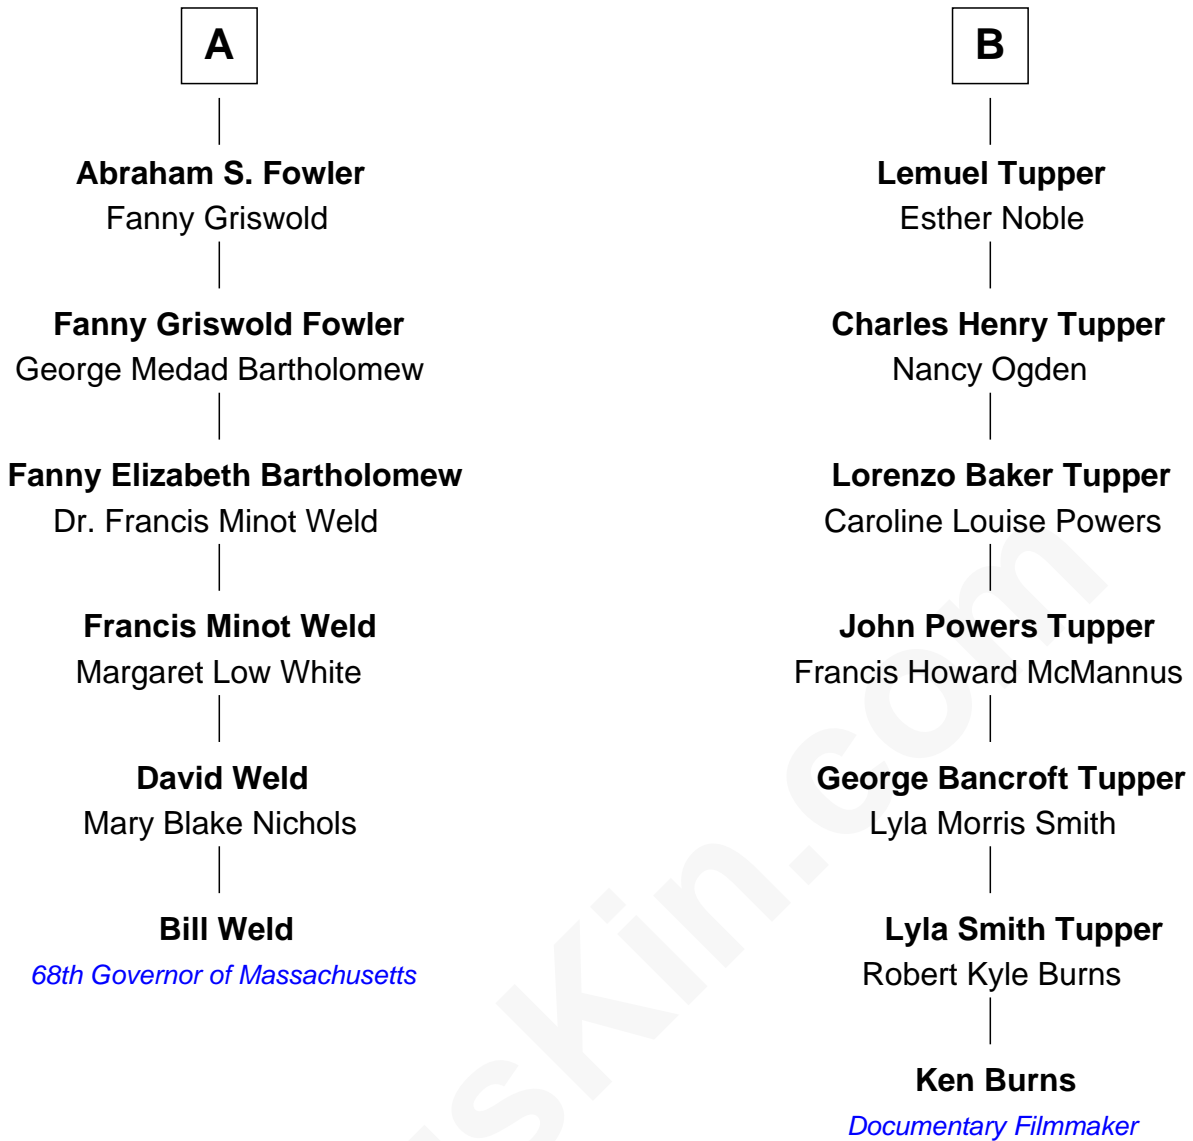 A
Abraham S. Fowler
Fanny Griswold
Fanny Griswold Fowler
George Medad Bartholomew
Fanny Elizabeth Bartholomew
Dr. Francis Minot Weld
Francis Minot Weld
Margaret Low White
David Weld
Mary Blake Nichols
Bill Weld
68th Governor of Massachusetts
B
Lemuel Tupper
Esther Noble
Charles Henry Tupper
Nancy Ogden
Lorenzo Baker Tupper
Caroline Louise Powers
John Powers Tupper
Francis Howard McMannus
George Bancroft Tupper
Lyla Morris Smith
Lyla Smith Tupper
Robert Kyle Burns
Ken Burns
Documentary Filmmaker
sKin.com